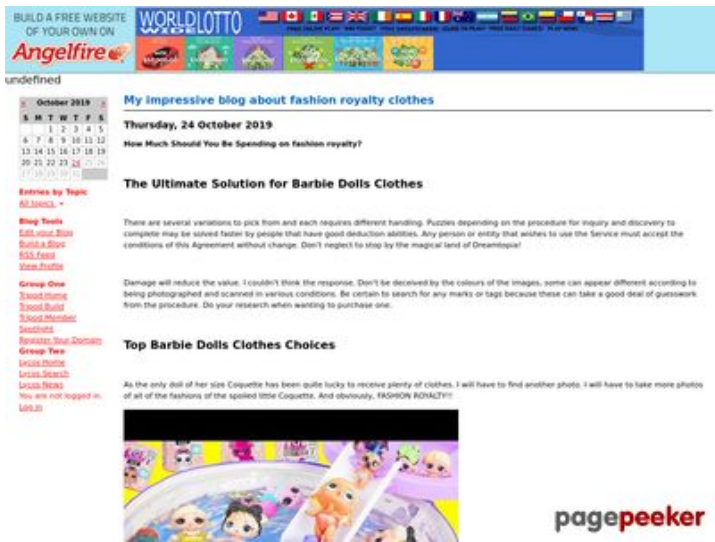 BUILD A FREE WEBSITE
OF YOUR OWN ON
Angelfire
WORLD LOTTO
WIDE
FREE ONLINE PLAY
PLAY NOW
undefined
« October 2019 »
S M T W T F S
1 2 3 4 5
6 7 8 9 10 11 12
13 14 15 16 17 18 19
20 21 22 23 24 25 26
27 28 29 30 31
Entries by Topic
All topics
Blog Tools
Edit your Blog
Build a Blog
RSS Feed
View Profile
Group One
Tripod Home
Tripod Build
Tripod Member
Spotlight
Register Your Domain
Group Two
Lycos Home
Lycos Search
Lycos News
You are not logged in.
Log in
My impressive blog about fashion royalty clothes
Thursday, 24 October 2019
How Much Should You Be Spending on fashion royalty?
The Ultimate Solution for Barbie Dolls Clothes
There are several variations to pick from and each requires different handling. Puzzles depending on the procedure for inquiry and discovery to
complete may be solved faster by people that have good deduction abilities. Any person or entity that wishes to use the Service must accept the
conditions of this Agreement without change. Don't neglect to stop by the magical land of Dreamtopia!
Damage will reduce the value. I couldn't think the response. Don't be deceived by the colours of the images, some can appear different according to
being photographed and scanned in various conditions. Be certain to search for any marks or tags because these can take a good deal of guesswork
from the procedure. Do your research when wanting to purchase one.
Top Barbie Dolls Clothes Choices
As the only doll of her size Coquette has been quite lucky to receive plenty of clothes. I will have to find another photo. I will have to take more photos
of all of the fashions of the spoiled little Coquette. And obviously, FASHION ROYALTY!!!
pagepeeker